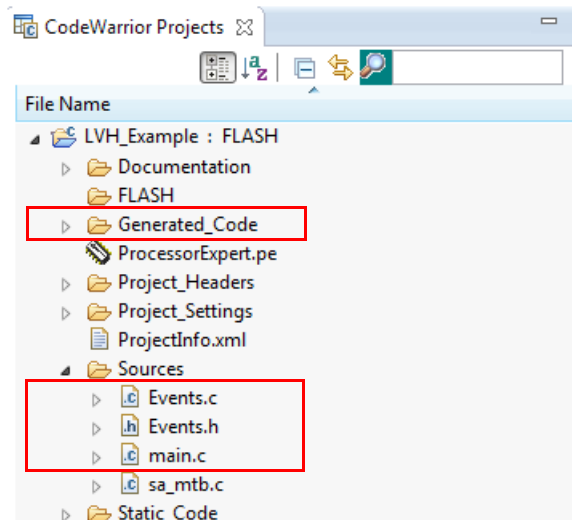 CodeWarrior Projects
File Name
LVH_Example : FLASH
Documentation
FLASH
Generated_Code
ProcessorExpert.pe
Project_Headers
Project_Settings
ProjectInfo.xml
Sources
Events.c
Events.h
main.c
sa_mtb.c
Static_Code